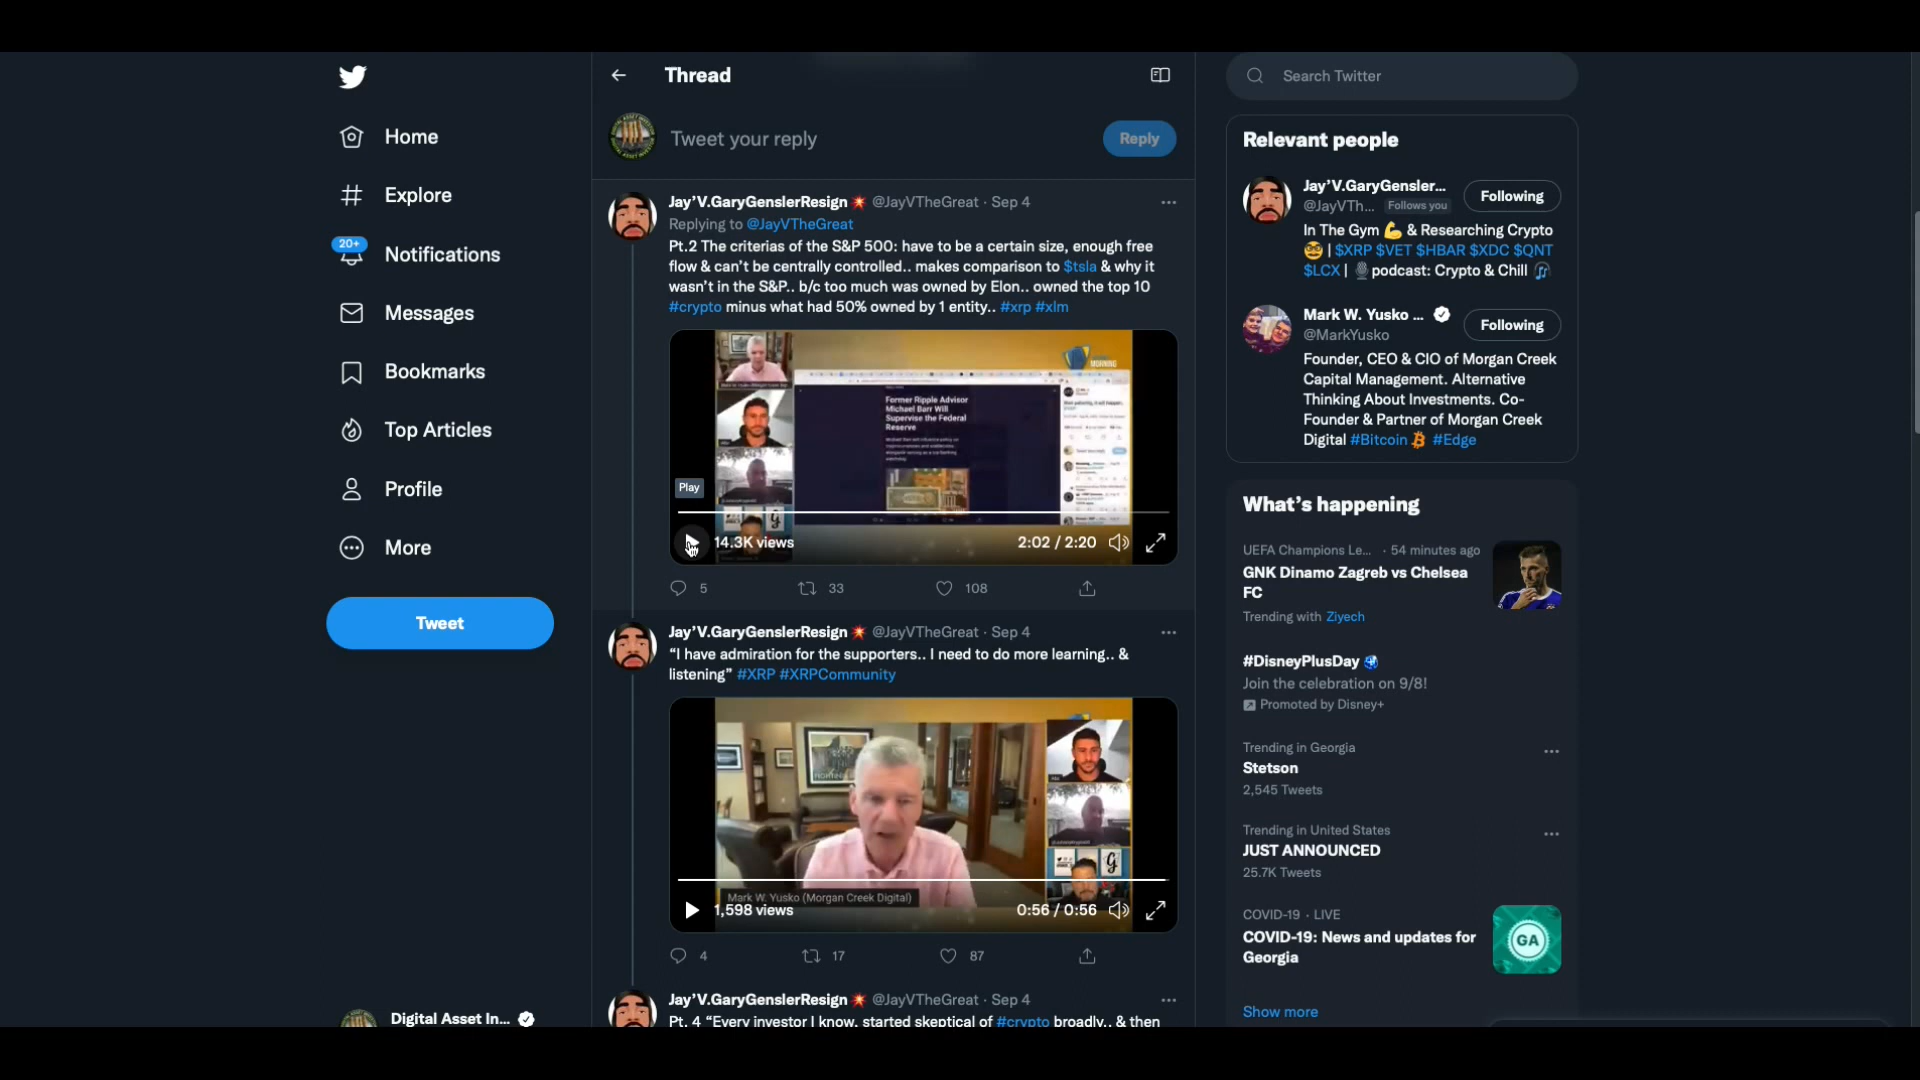 Home
Explore
20+
Notifications
Messages
Bookmarks
Top Articles
Profile
More
Tweet
Digital Asset In...
Thread
Tweet your reply
Reply
Jay'V.GaryGenslerResign💥 @JayVTheGreat · Sep 4
Replying to @JayVTheGreat
Pt.2 The criterias of the S&P 500: have to be a certain size, enough free
flow & can't be centrally controlled.. makes comparison to $tsla & why it
wasn't in the S&P.. b/c too much was owned by Elon.. owned the top 10
#crypto minus what had 50% owned by 1 entity.. #xrp #xlm
MORNING
Former Ripple Advisor
Michael Barr Will
Supervise the Federal
Reserve
Play
14.3K views
2:02 / 2:20
5
33
108
Jay'V.GaryGenslerResign💥 @JayVTheGreat · Sep 4
"I have admiration for the supporters.. I need to do more learning.. &
listening" #XRP #XRPCommunity
Mark W. Yusko (Morgan Creek Digital)
1,598 views
0:56 / 0:56
4
17
87
Jay'V.GaryGenslerResign💥 @JayVTheGreat · Sep 4
Pt. 4 "Every investor I know, started skeptical of #crypto broadly.. & then
Search Twitter
Relevant people
Jay'V.GaryGensler...
@JayVTh... Follows you
Following
In The Gym 💪 & Researching Crypto
🤓 | $XRP $VET $HBAR $XDC $QNT
$LCX | 🎙️podcast: Crypto & Chill 🎶
Mark W. Yusko ...
@MarkYusko
Following
Founder, CEO & CIO of Morgan Creek
Capital Management. Alternative
Thinking About Investments. Co-
Founder & Partner of Morgan Creek
Digital #Bitcoin #Edge
What's happening
UEFA Champions Le... · 54 minutes ago
GNK Dinamo Zagreb vs Chelsea
FC
Trending with Ziyech
#DisneyPlusDay
Join the celebration on 9/8!
Promoted by Disney+
Trending in Georgia
Stetson
2,545 Tweets
Trending in United States
JUST ANNOUNCED
25.7K Tweets
COVID-19 · LIVE
COVID-19: News and updates for
Georgia
GA
Show more